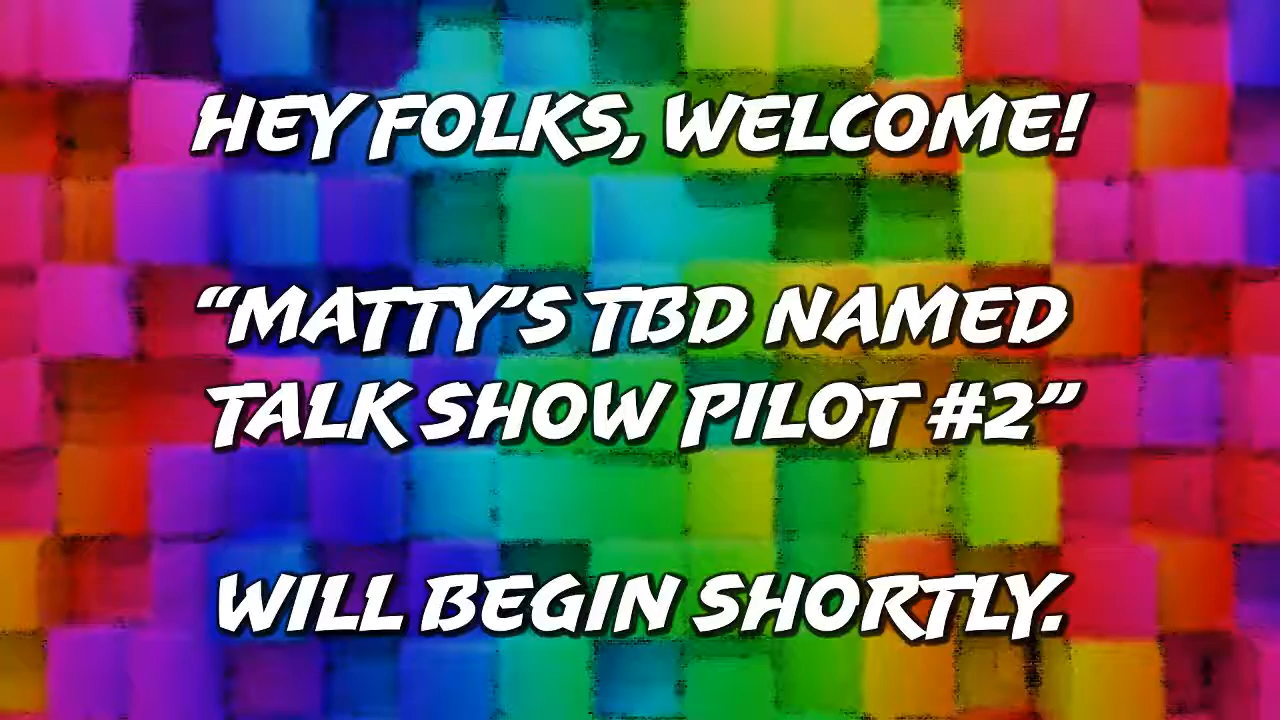 HEY FOLKS, WELCOME!
“MATTY’S TBD NAMED
TALK SHOW PILOT #2”
WILL BEGIN SHORTLY.